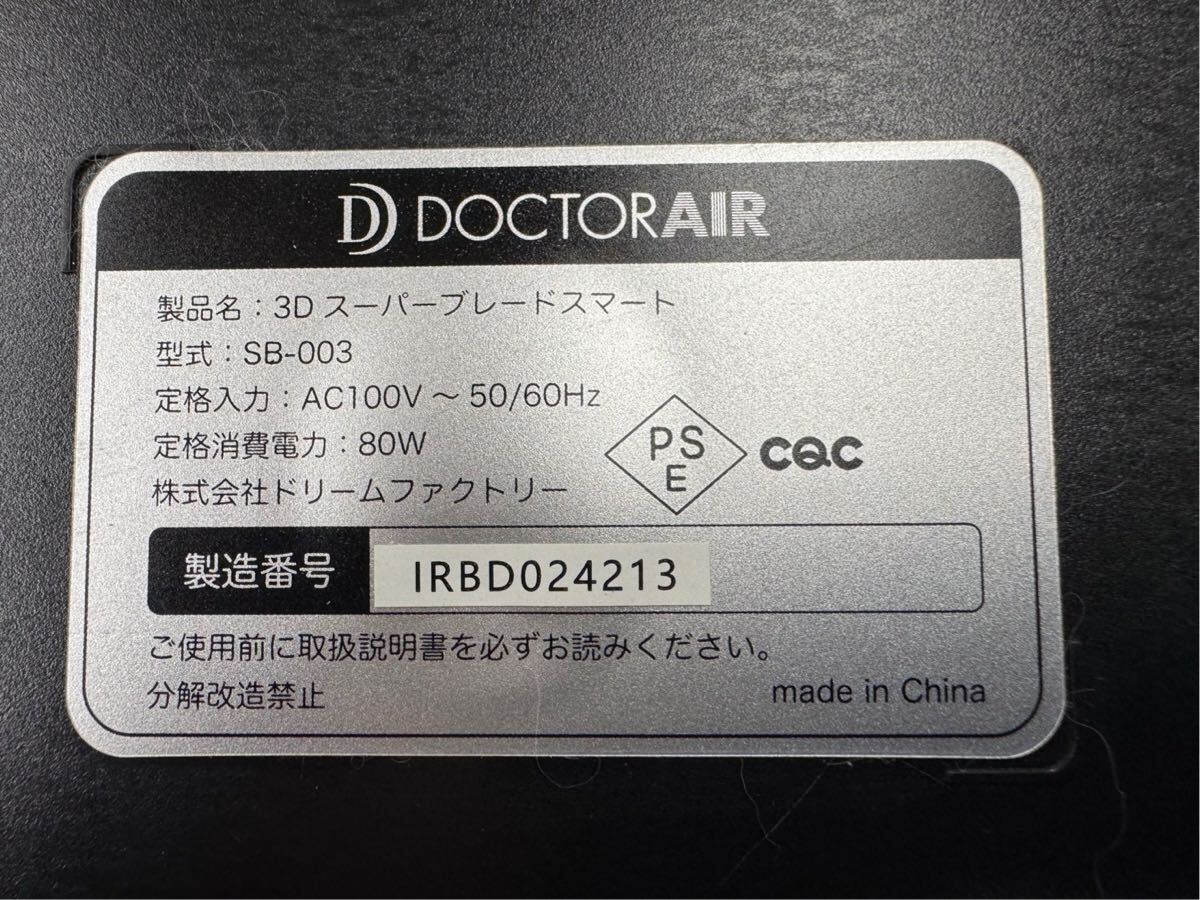 DOCTORAIR
製品名：3D スーパーブレードスマート
型式：SB-003
定格入力：AC100V ～ 50/60Hz
定格消費電力：80W
株式会社ドリームファクトリー
PS
E
CQC
製造番号 IRBD024213
ご使用前に取扱説明書を必ずお読みください。
分解改造禁止 made in China